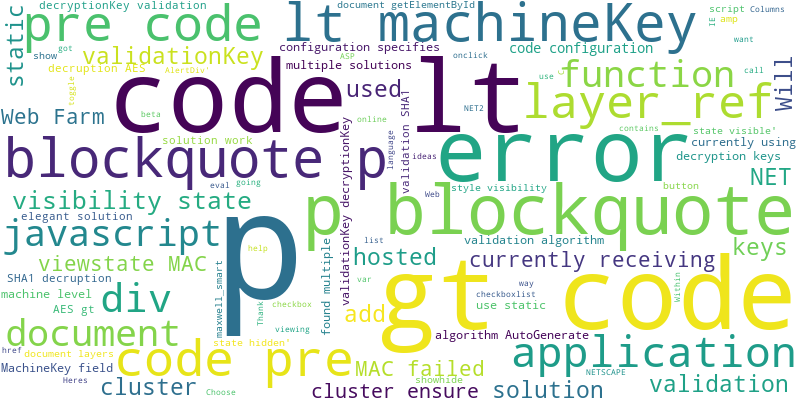 decryptionKey validation
document getElementById
script
Columns
static
pre code
lt machineKey
IE
amp
got
configuration specifies
code configuration
want
show
validationKey
multiple solutions
ASP
onclick
decryption AES
AlertDiv'
used
use
call
function
Will
toggle
code lt
NET2
layer_ref
Web Farm
beta
online
contains
state visible'
solution work
validation SHA1
error
currently using
blockquote p
language
ideas
decryption keys
eval
going
Web
style visibility
button
NET
visibility state
p blockquote
elegant solution
validationKey decryptionKey
javascript
p
list
validation algorithm
keys
help
viewstate MAC
hosted
currently receiving
SHA1 decruption
found multiple
way
checkboxlist
Within
machine level
div
maxwell_smart
var
gt code
AES gt
Thank
checkbox
add
use static
document
viewing
algorithm AutoGenerate
state hidden'
href
document layers
code pre
application
MachineKey field
MAC failed
NETSCAPE
Heres
showhide
cluster
Choose
cluster ensure
solution
validation